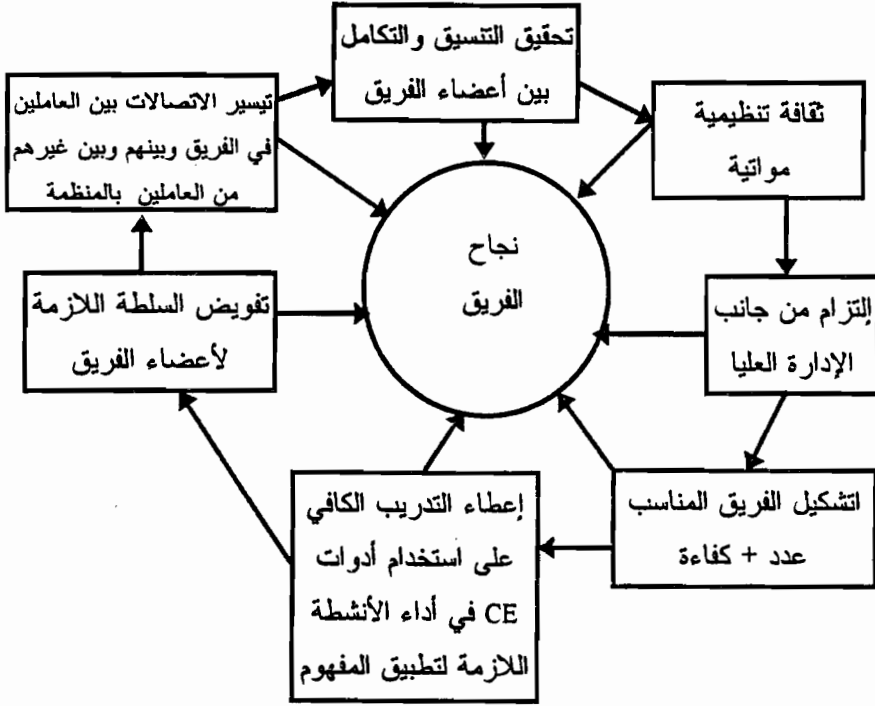 تحقيق التنسيق والتكامل
بين أعضاء الفريق
ثقافة تنظيمية
مواتية
إلتزام من جانب
الإدارة العليا
اتشكيل الفريق المناسب
عدد + كفاءة
إعطاء التدريب الكافي
على استخدام أدوات
CE في أداء الأنشطة
اللازمة لتطبيق المفهوم
تفويض السلطة اللازمة
لأعضاء الفريق
تيسير الاتصالات بين العاملين
في الفريق وبينهم وبين غيرهم
من العاملين بالمنظمة
نجاح
الفريق